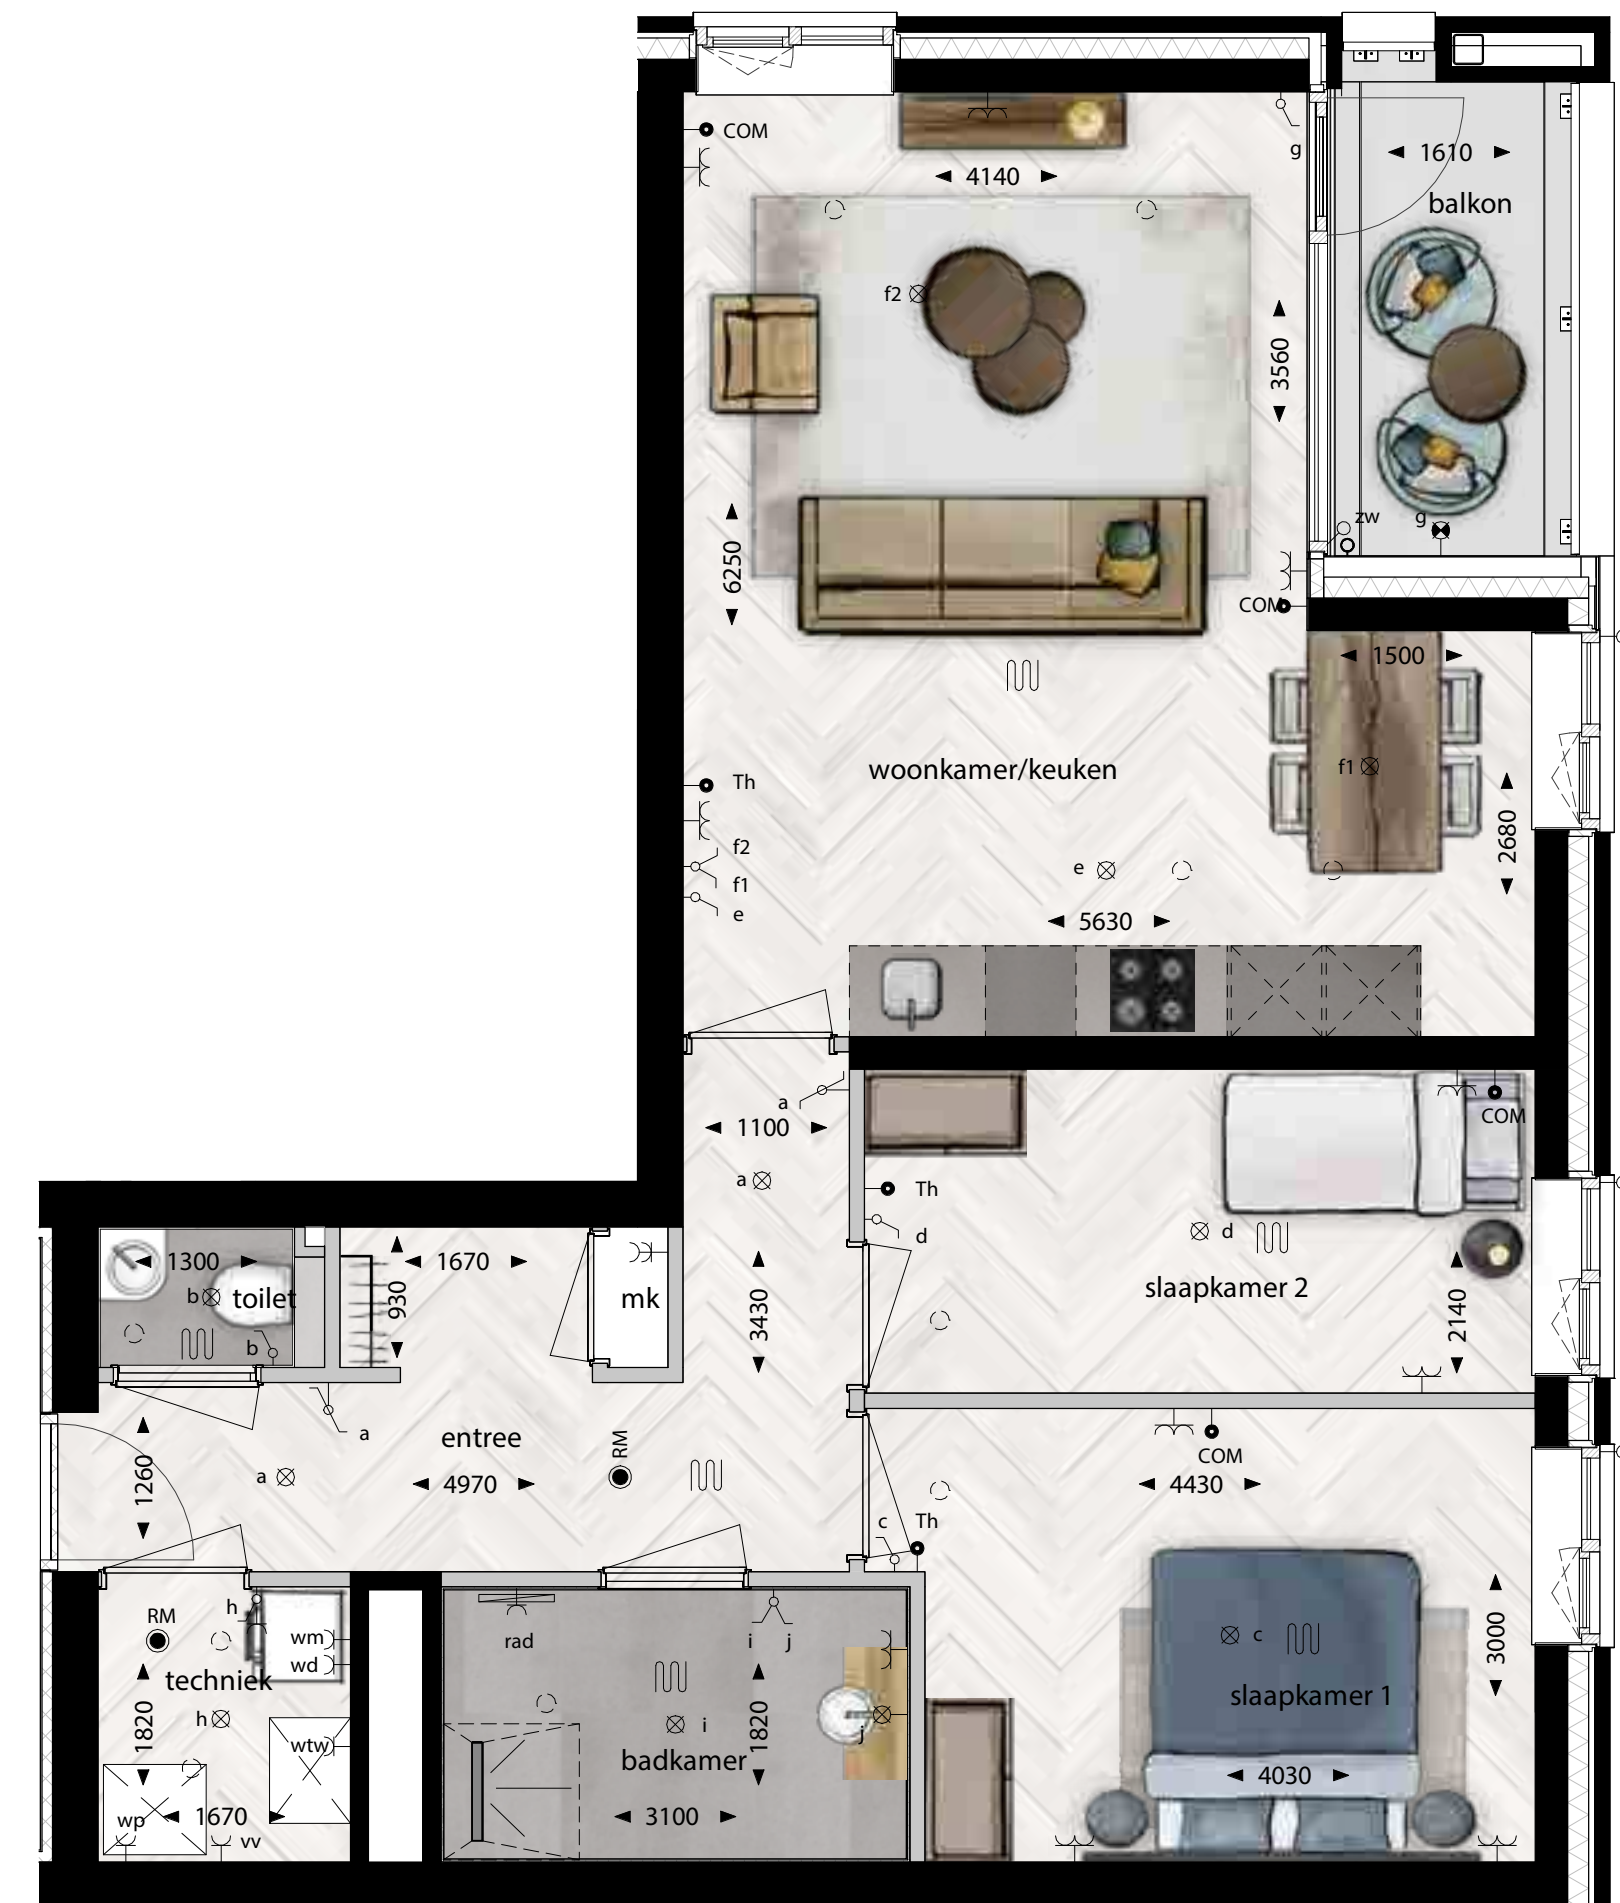 COM
g
4140
1610
balkon
f2
3560
zw
g
6250
COM
1500
woonkamer/keuken
f1
Th
2680
f2
e
f1
e
5630
a
1100
COM
a
Th
d
d
1300
1670
slaapkamer 2
b
toilet
930
mk
3430
2140
b
a
entree
RM
COM
1260
a
4970
4430
c
Th
h
RM
wm
rad
i
j
c
3000
wd
techniek
slaapkamer 1
h
1820
i
1820
j
wtw
badkamer
4030
wp
1670
3100
vv